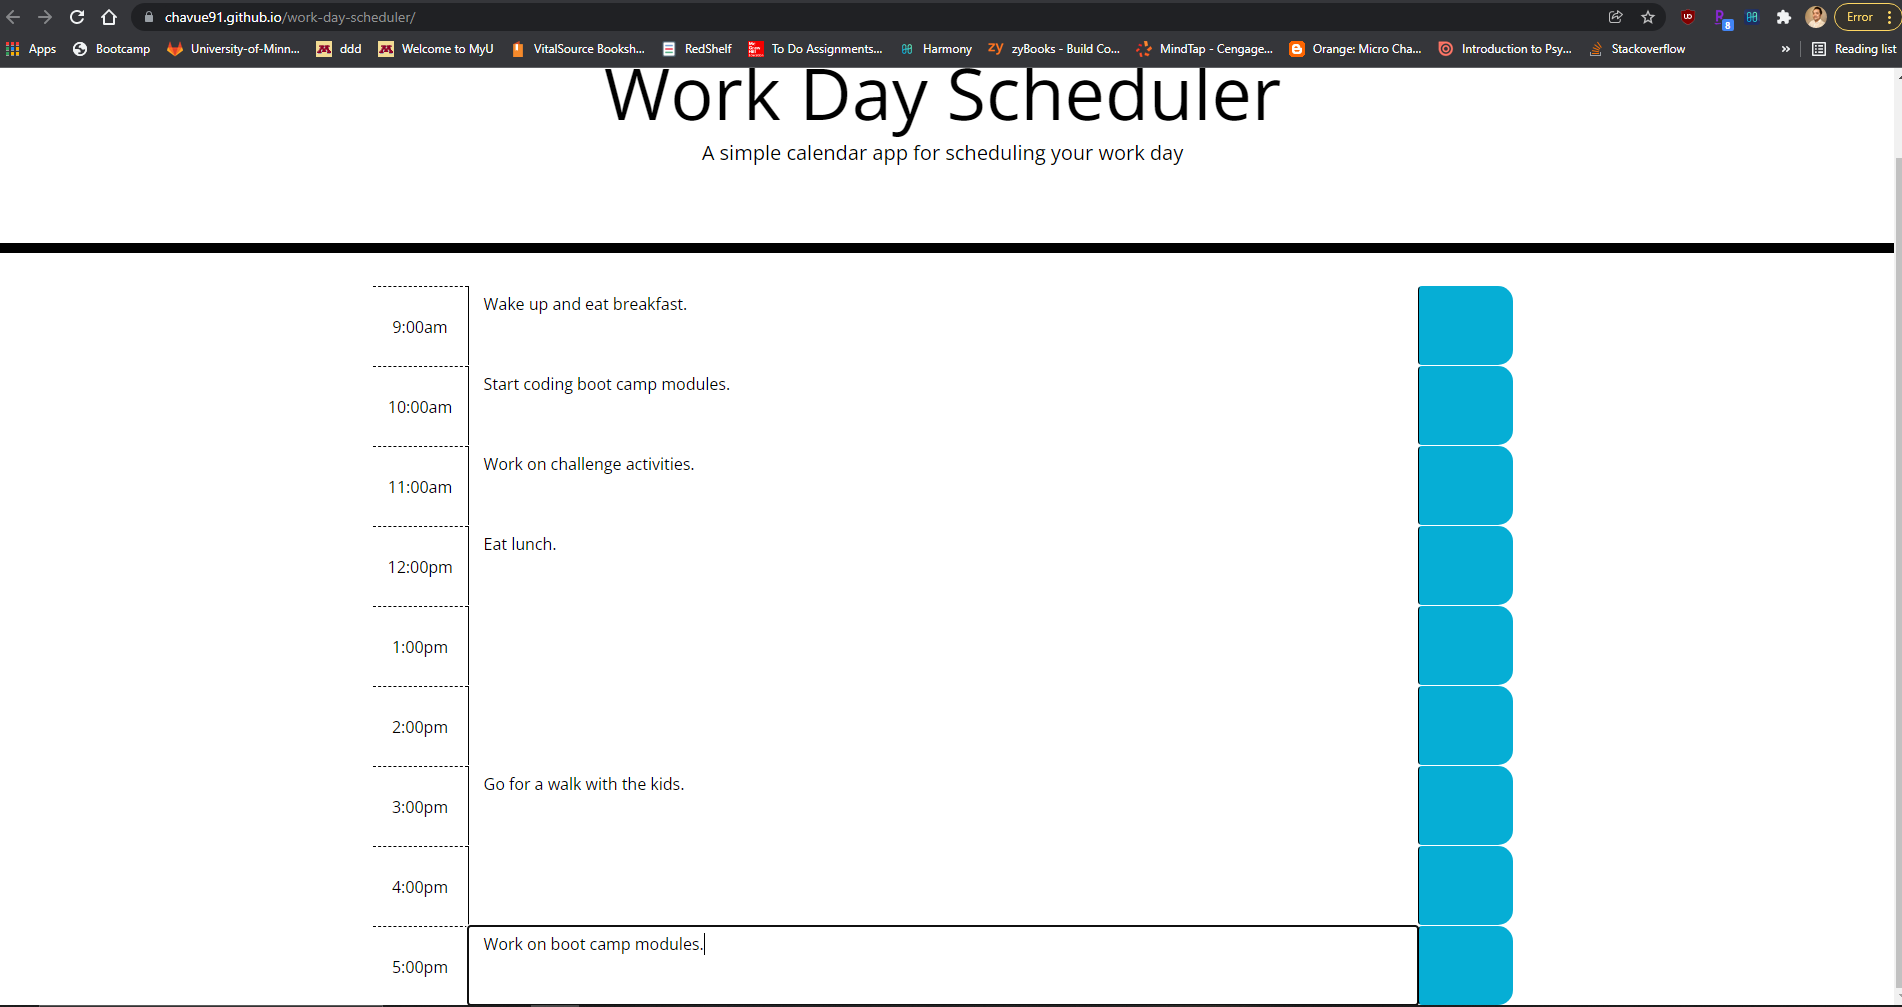 chavue91.github.io/work-day-scheduler/
Error
Apps Bootcamp University-of-Minn... ddd Welcome to MyU VitalSource Booksh... RedShelf To Do Assignments... Harmony zyBooks - Build Co... MindTap - Cengage... Orange: Micro Cha... Introduction to Psy... Stackoverflow » Reading list
Work Day Scheduler
A simple calendar app for scheduling your work day
9:00am Wake up and eat breakfast.
10:00am Start coding boot camp modules.
11:00am Work on challenge activities.
12:00pm Eat lunch.
1:00pm
2:00pm
3:00pm Go for a walk with the kids.
4:00pm
5:00pm Work on boot camp modules.